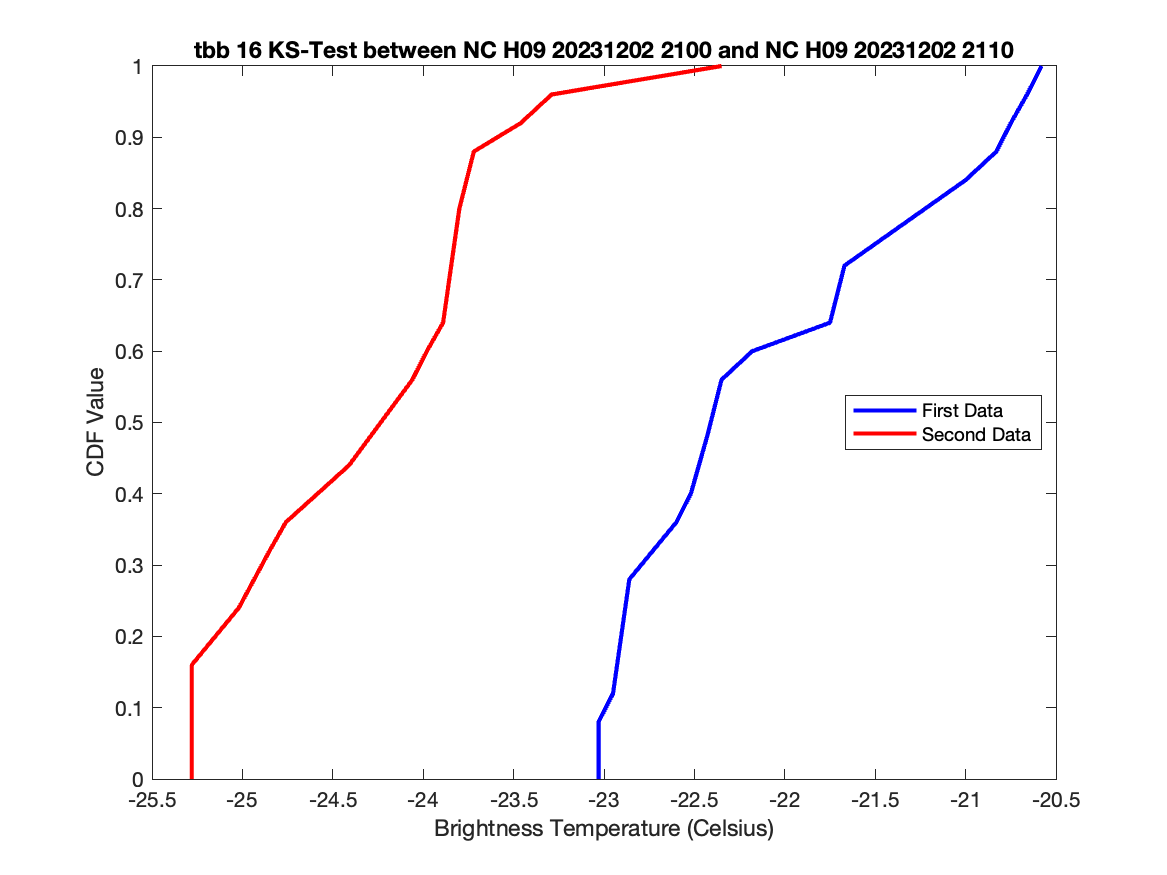 tbb 16 KS-Test between NC H09 20231202 2100 and NC H09 20231202 2110
1
0.9
0.8
0.7
0.6
0.5
0.4
0.3
0.2
0.1
0
CDF Value
First Data
Second Data
-25.5 -25 -24.5 -24 -23.5 -23 -22.5 -22 -21.5 -21 -20.5
Brightness Temperature (Celsius)